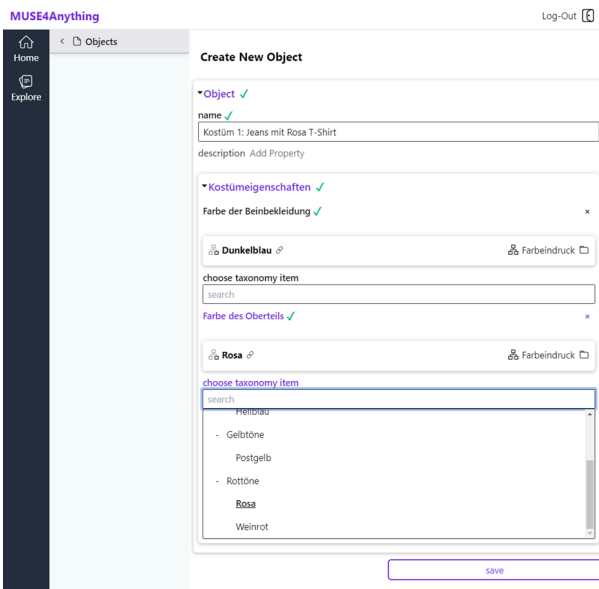 MUSE4Anything
Log-Out
Home
Explore
Objects
Create New Object
Object
name
Kostüm 1: Jeans mit Rosa T-Shirt
description Add Property
Kostümeigenschaften
Farbe der Beinbekleidung ×
Dunkelblau Farbeindruck
choose taxonomy item
search
Farbe des Oberteils ×
Rosa Farbeindruck
choose taxonomy item
search
Hellblau
- Gelbtöne
Postgelb
- Rottöne
Rosa
Weinrot
save